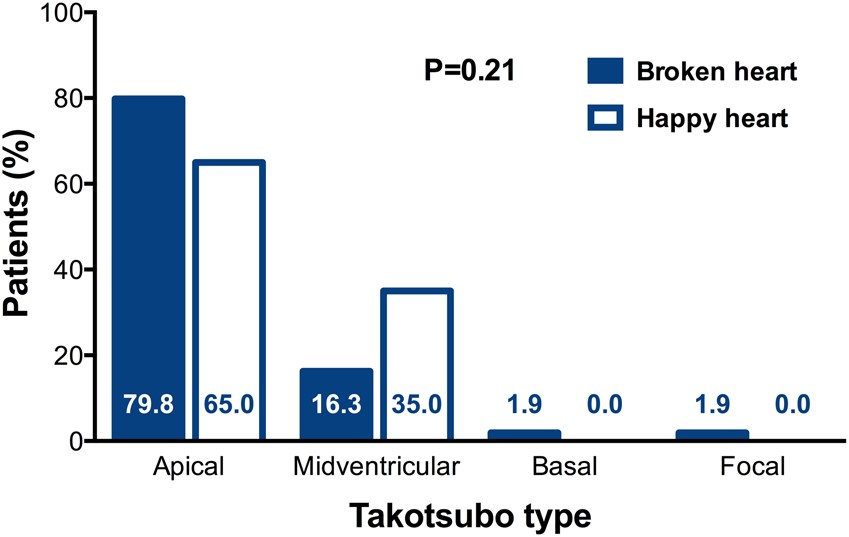 100
80
60
40
20
0
Patients (%)
P=0.21
Broken heart
Happy heart
79.8 65.0 16.3 35.0 1.9 0.0 1.9 0.0
Apical Midventricular Basal Focal
Takotsubo type